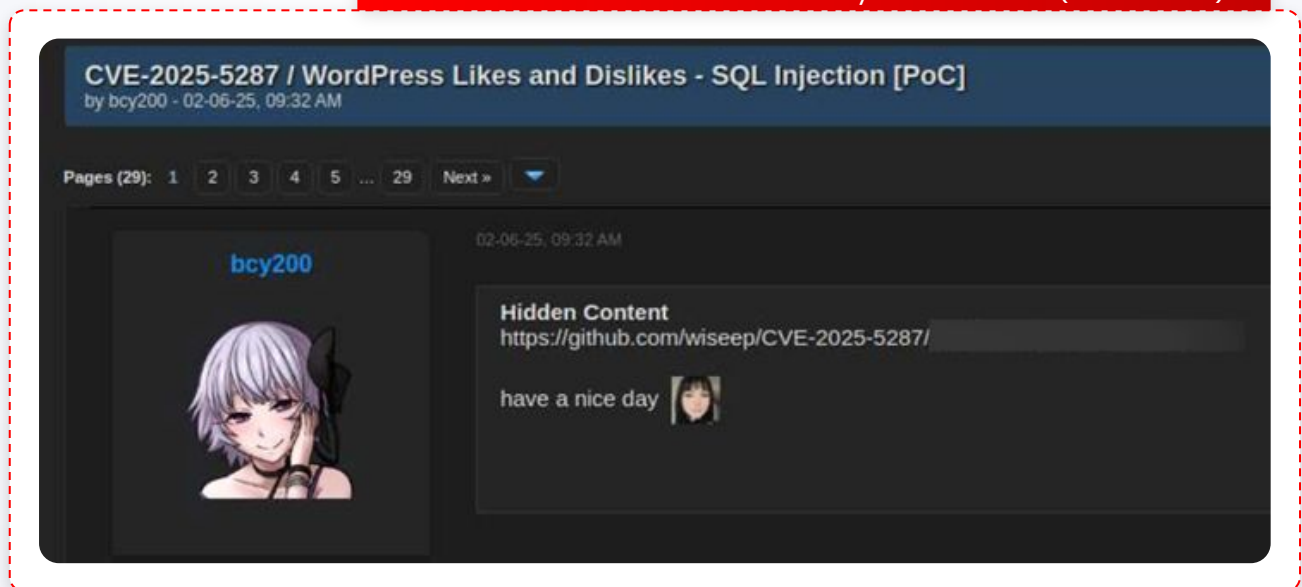 CVE-2025-5287 / WordPress Likes and Dislikes - SQL Injection [PoC]
by bcy200 - 02-06-25, 09:32 AM
Pages (29): 1 2 3 4 5 ... 29 Next »
bcy200
02-06-25, 09:32 AM
Hidden Content
https://github.com/wiseep/CVE-2025-5287/
have a nice day